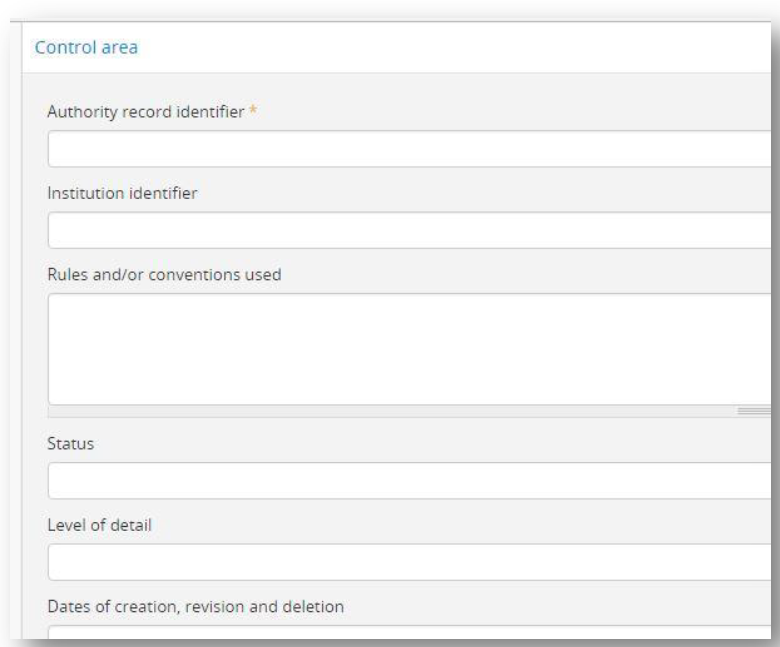 Control area
Authority record identifier *
Institution identifier
Rules and/or conventions used
Status
Level of detail
Dates of creation, revision and deletion